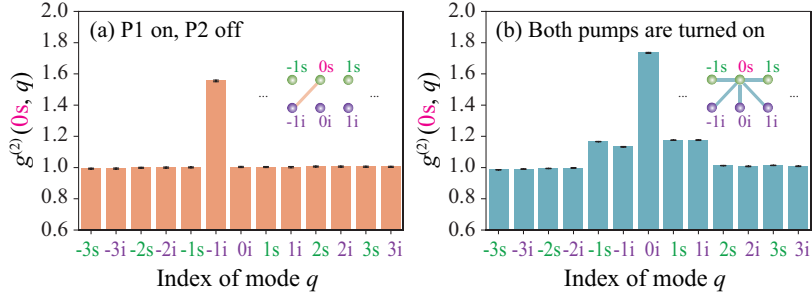 (a) P1 on, P2 off
2.0
1.8
1.6
1.4
1.2
1.0
0.8
0.6
g(2)(0s, q)
-1s 0s 1s
... ...
-1i 0i 1i
-3s -3i -2s -2i -1s -1i 0i 1s 1i 2s 2i 3s 3i
Index of mode q
(b) Both pumps are turned on
2.0
1.8
1.6
1.4
1.2
1.0
0.8
0.6
g(2)(0s, q)
-1s 0s 1s
... ...
-1i 0i 1i
-3s -3i -2s -2i -1s -1i 0i 1s 1i 2s 2i 3s 3i
Index of mode q